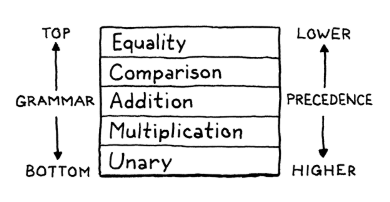 TOP
GRAMMAR
BOTTOM
Equality
Comparison
Addition
Multiplication
Unary
LOWER
PRECEDENCE
HIGHER